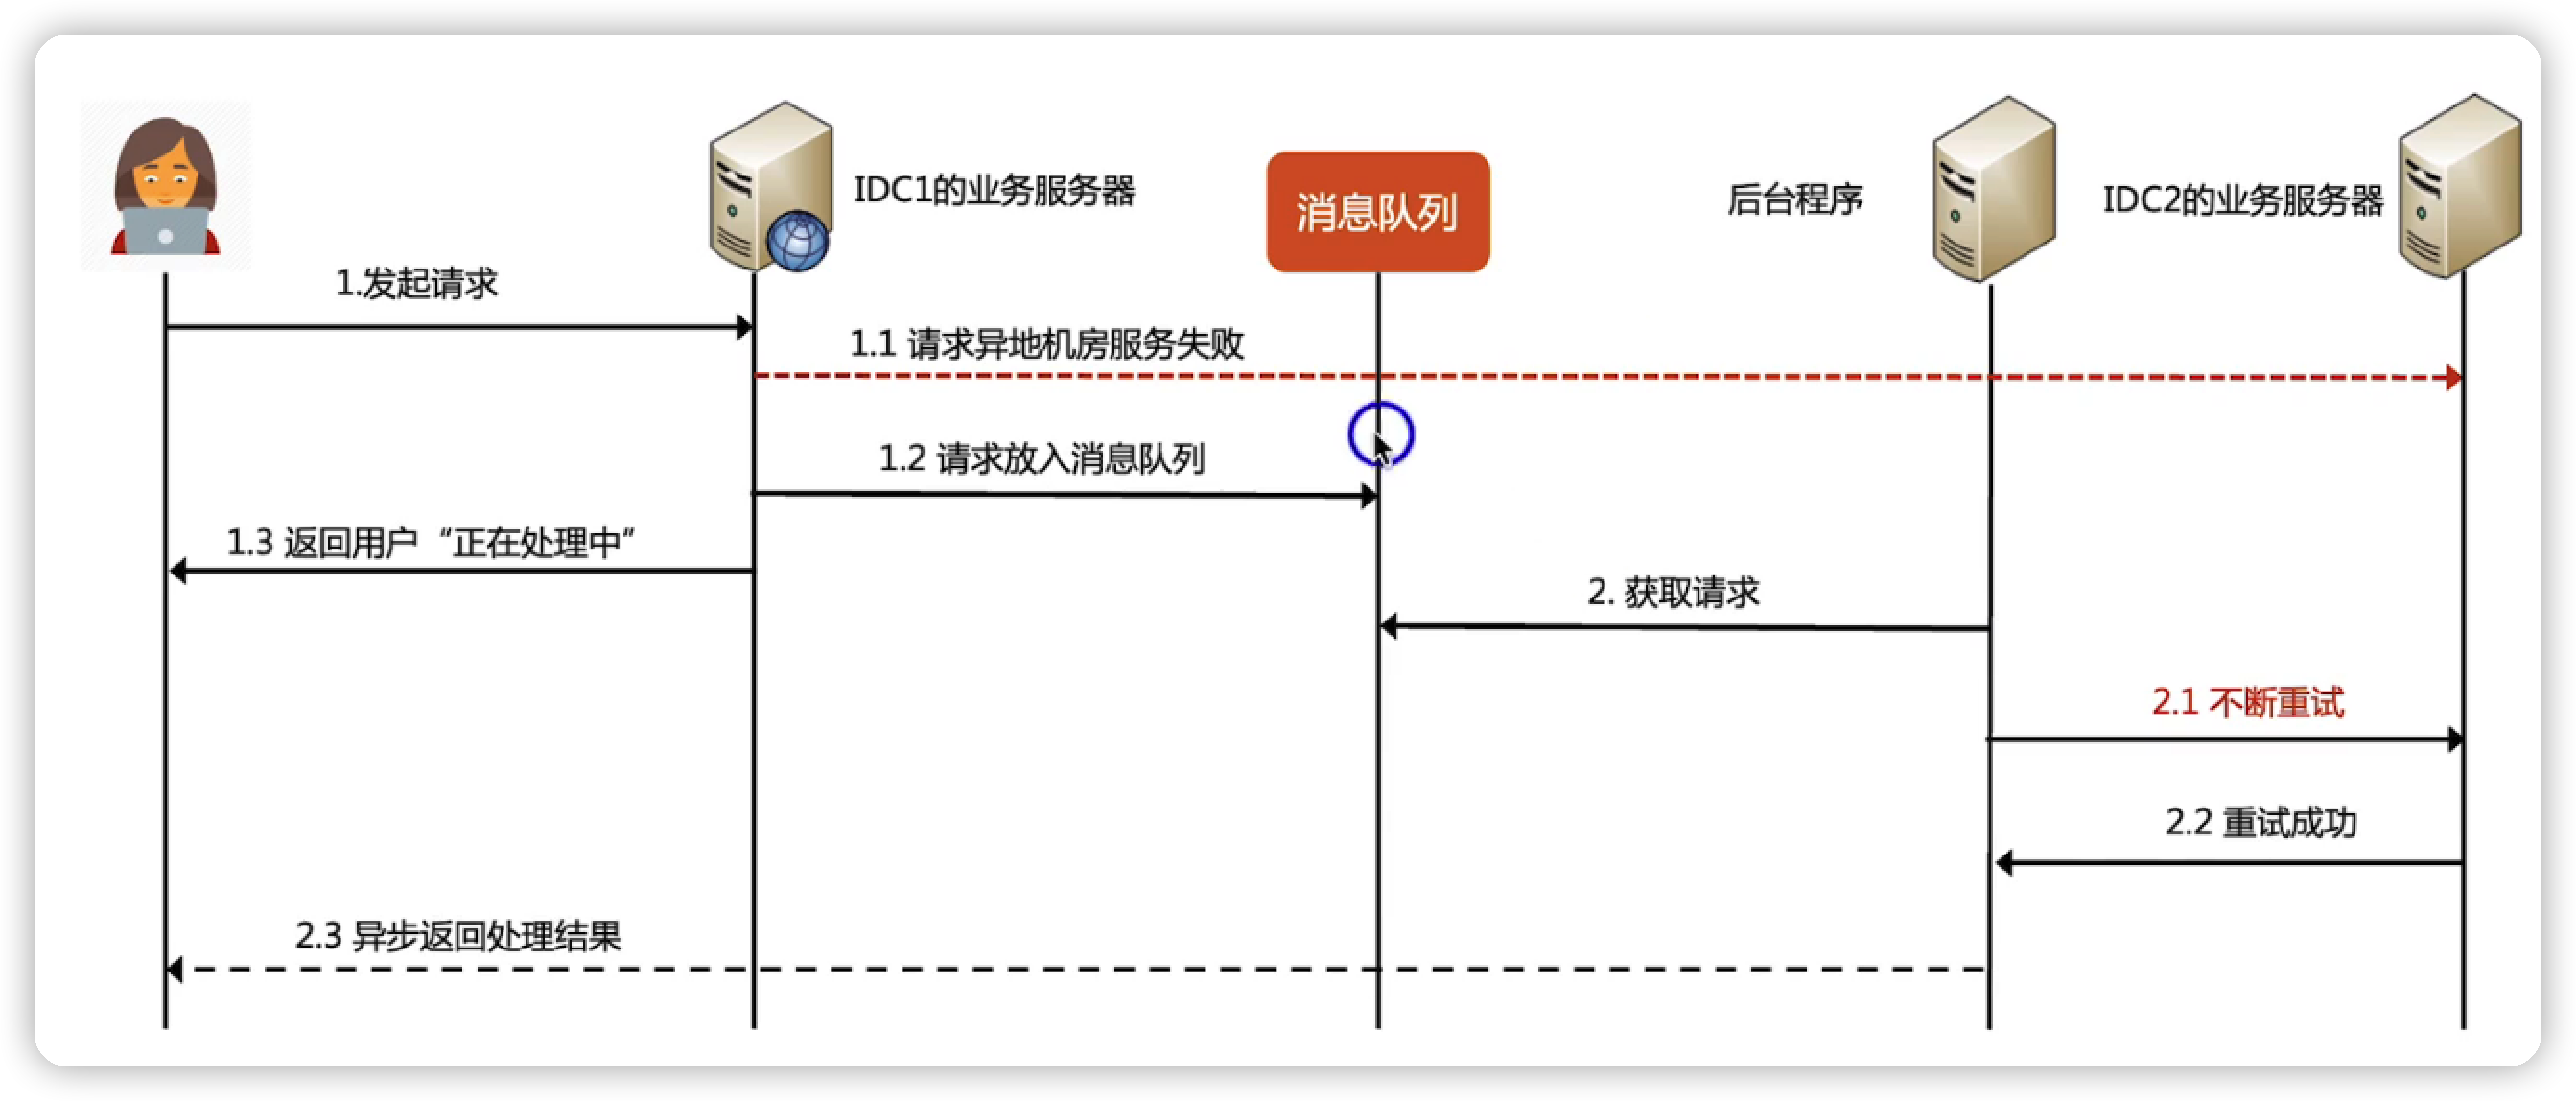 IDC1的业务服务器
消息队列
后台程序
IDC2的业务服务器
1.发起请求
1.1 请求异地机房服务失败
1.2 请求放入消息队列
1.3 返回用户“正在处理中”
2. 获取请求
2.1 不断重试
2.2 重试成功
2.3 异步返回处理结果